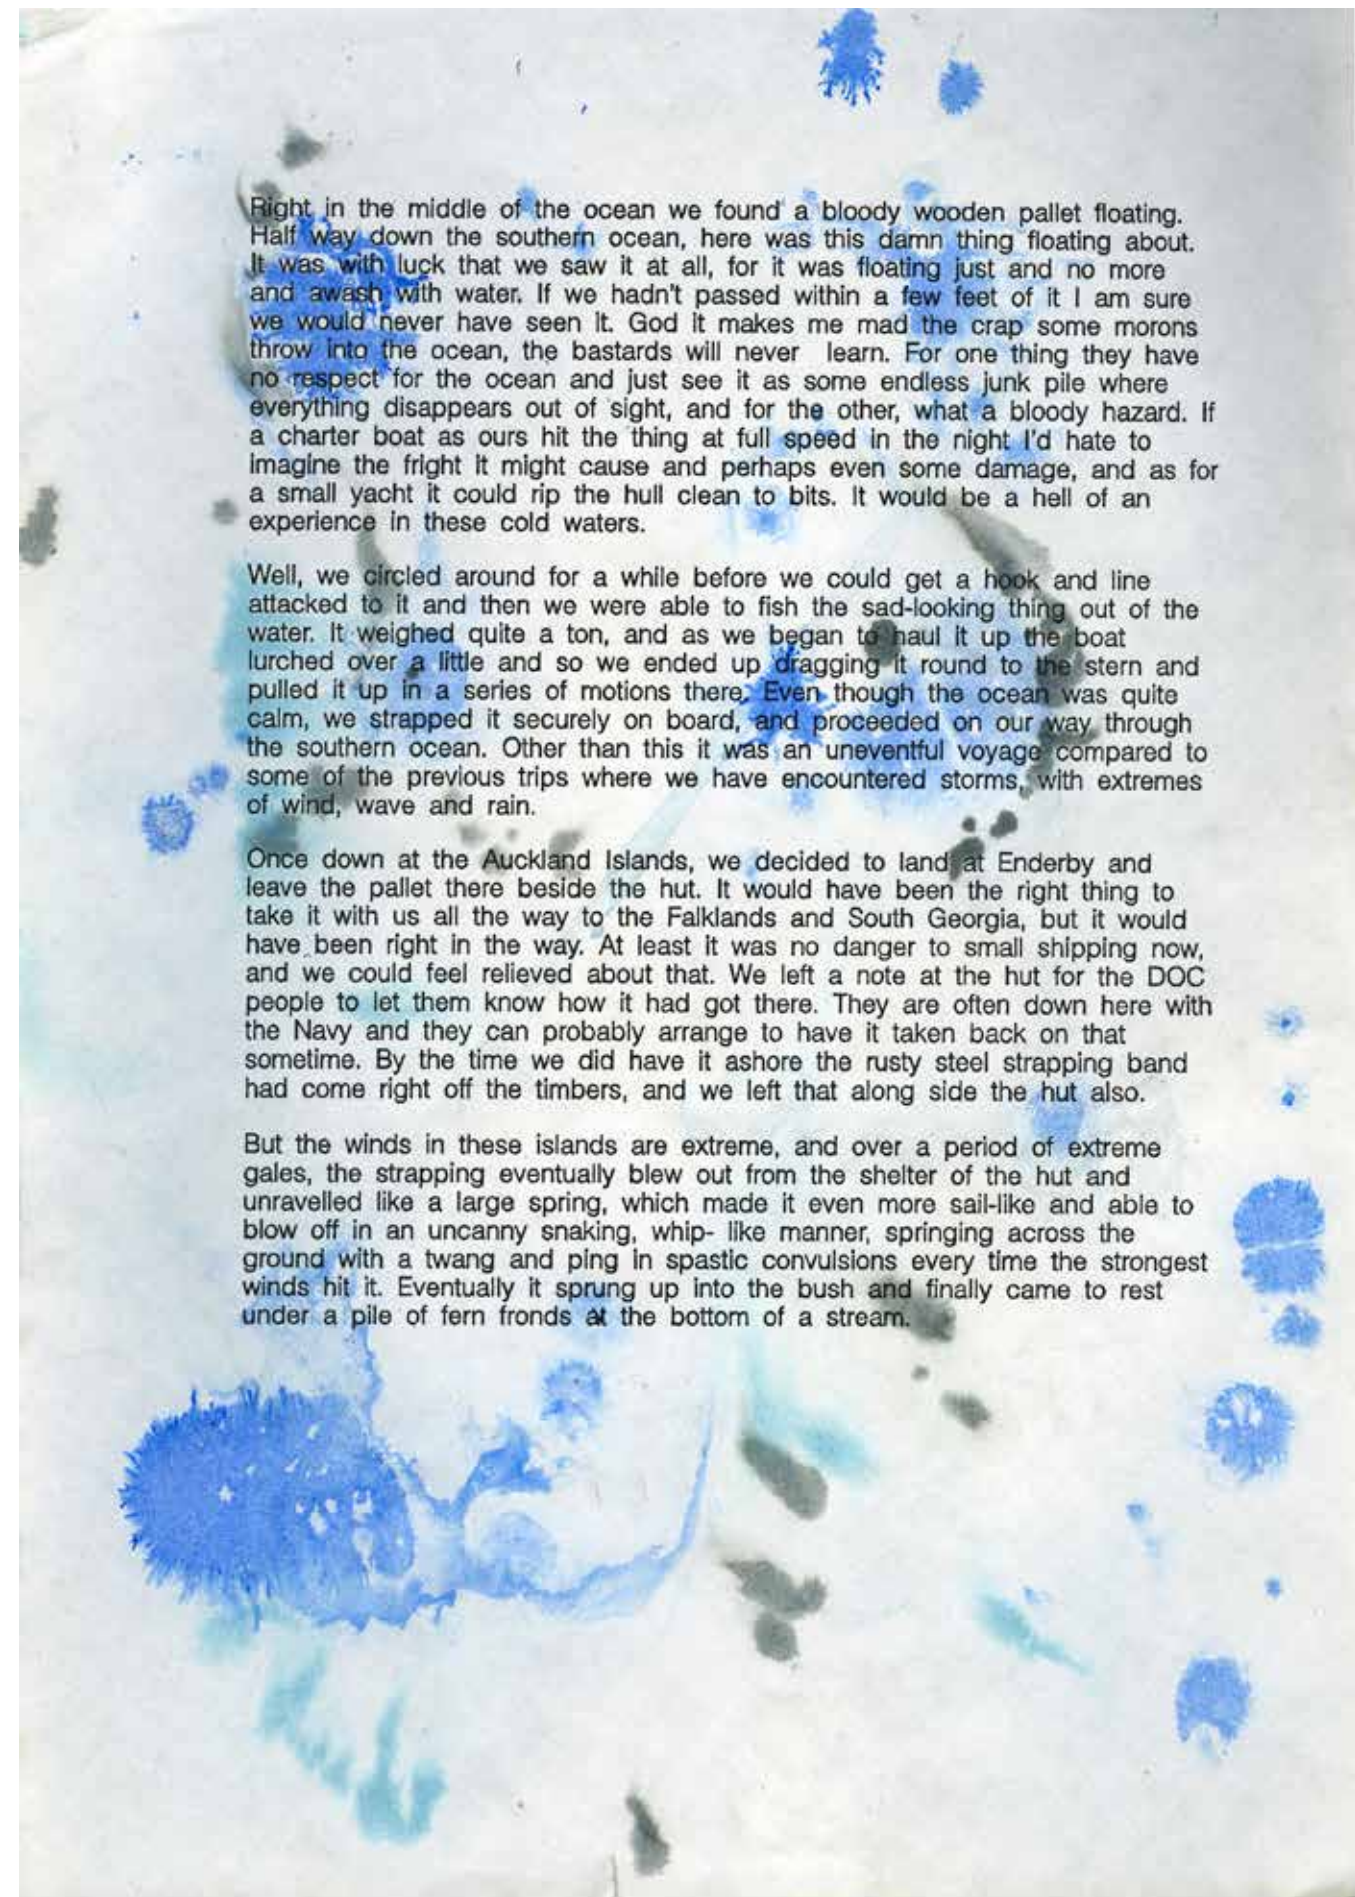 Right in the middle of the ocean we found a bloody wooden pallet floating.
Half way down the southern ocean, here was this damn thing floating about.
It was with luck that we saw it at all, for it was floating just and no more
and awash with water. If we hadn't passed within a few feet of it I am sure
we would never have seen it. God it makes me mad the crap some morons
throw into the ocean, the bastards will never learn. For one thing they have
no respect for the ocean and just see it as some endless junk pile where
everything disappears out of sight, and for the other, what a bloody hazard. If
a charter boat as ours hit the thing at full speed in the night I'd hate to
imagine the fright it might cause and perhaps even some damage, and as for
a small yacht it could rip the hull clean to bits. It would be a hell of an
experience in these cold waters.
Well, we circled around for a while before we could get a hook and line
attacked to it and then we were able to fish the sad-looking thing out of the
water. It weighed quite a ton, and as we began to haul it up the boat
lurched over a little and so we ended up dragging it round to the stern and
pulled it up in a series of motions there. Even though the ocean was quite
calm, we strapped it securely on board, and proceeded on our way through
the southern ocean. Other than this it was an uneventful voyage compared to
some of the previous trips where we have encountered storms, with extremes
of wind, wave and rain.
Once down at the Auckland Islands, we decided to land at Enderby and
leave the pallet there beside the hut. It would have been the right thing to
take it with us all the way to the Falklands and South Georgia, but it would
have been right in the way. At least it was no danger to small shipping now,
and we could feel relieved about that. We left a note at the hut for the DOC
people to let them know how it had got there. They are often down here with
the Navy and they can probably arrange to have it taken back on that
sometime. By the time we did have it ashore the rusty steel strapping band
had come right off the timbers, and we left that along side the hut also.
But the winds in these islands are extreme, and over a period of extreme
gales, the strapping eventually blew out from the shelter of the hut and
unravelled like a large spring, which made it even more sail-like and able to
blow off in an uncanny snaking, whip- like manner, springing across the
ground with a twang and ping in spastic convulsions every time the strongest
winds hit it. Eventually it sprung up into the bush and finally came to rest
under a pile of fern fronds at the bottom of a stream.